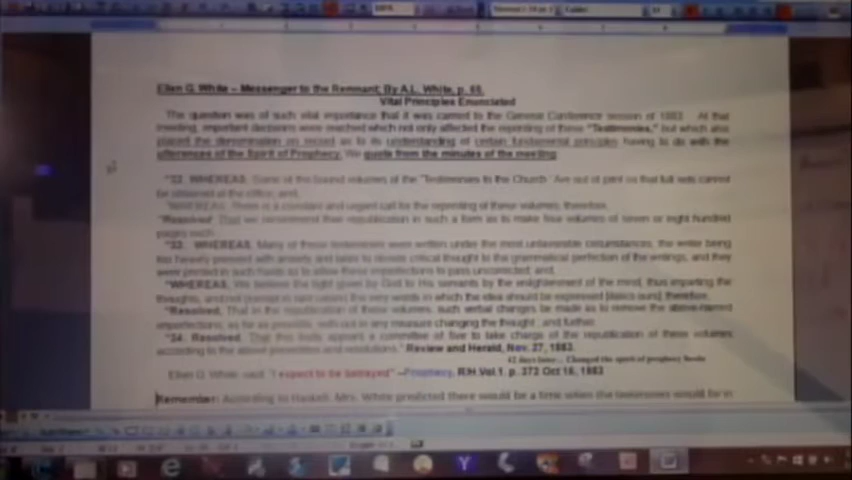 Ellen G. White – Messenger to the Remnant; By A.L. White, p. 65.
Vital Principles Enunciated
The question was of such vital importance that it was carried to the General Conference session of 1883. At that
meeting, important decisions were reached which not only affected the reprinting of these "Testimonies," but which also
placed the denomination on record as to its understanding of certain fundamental principles having to do with the
utterances of the Spirit of Prophecy. We quote from the minutes of the meeting:
"32. WHEREAS, Some of the bound volumes of the "Testimonies to the Church" Are out of print so that full sets cannot
be obtained at the office; and,
"WHEREAS, There is a constant and urgent call for the reprinting of these volumes; therefore,
"Resolved, That we recommend their republication in such a form as to make four volumes of seven or eight hundred
pages each.
"33. WHEREAS, Many of these testimonies were written under the most unfavorable circumstances, the writer being
too heavily pressed with anxiety and labor to devote critical thought to the grammatical perfection of the writings, and they
were printed in such haste as to allow these imperfections to pass uncorrected; and,
"WHEREAS, We believe the light given by God to His servants by the enlightenment of the mind, thus imparting the
thoughts, and not the very words in which the idea should be expressed [italics ours]; therefore,
"Resolved, That in the republication of these volumes, such verbal changes be made as to remove the above-named
imperfections, as far as possible, without in any measure changing the thought; and further,
"34. Resolved, That this body appoint a committee of five to take charge of the republication of these volumes
according to the above preambles and resolutions." Review and Herald, Nov. 27, 1883.
42 days later... Changed the spirit of prophecy books
Ellen G. White said, "I expect to be betrayed" –Prophecy, R.H. Vol.1. p. 373 Oct 16, 1883
Remember: According to Haskell, Mrs. White predicted there would be a time when the testimonies would be in